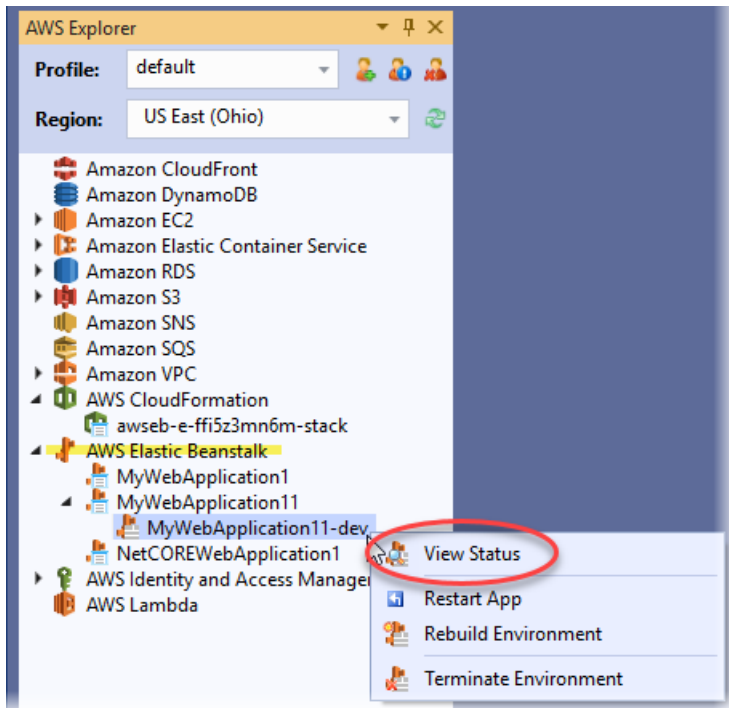 AWS Explorer
Profile: default
Region: US East (Ohio)
Amazon CloudFront
Amazon DynamoDB
Amazon EC2
Amazon Elastic Container Service
Amazon RDS
Amazon S3
Amazon SNS
Amazon SQS
Amazon VPC
AWS CloudFormation
awseb-e-ffi5z3mn6m-stack
AWS Elastic Beanstalk
MyWebApplication1
MyWebApplication11
MyWebApplication11-dev
View Status
NetCOREWebApplication1
AWS Identity and Access Manager
Restart App
AWS Lambda
Rebuild Environment
Terminate Environment